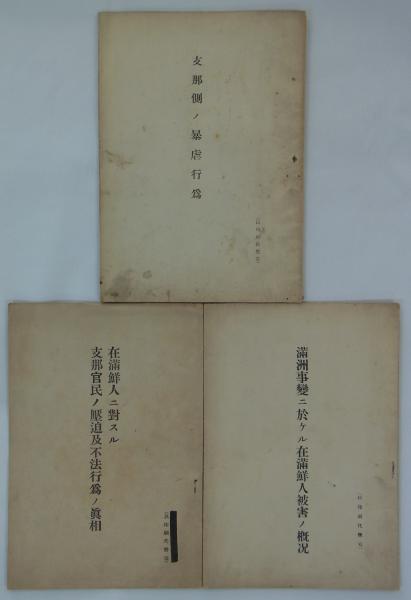 支那側ノ暴虐行爲
滿洲事變ニ於ケル在滿鮮人被害ノ槪況
在滿鮮人ニ對スル
支那官民ノ壓迫及不法行爲ノ眞相